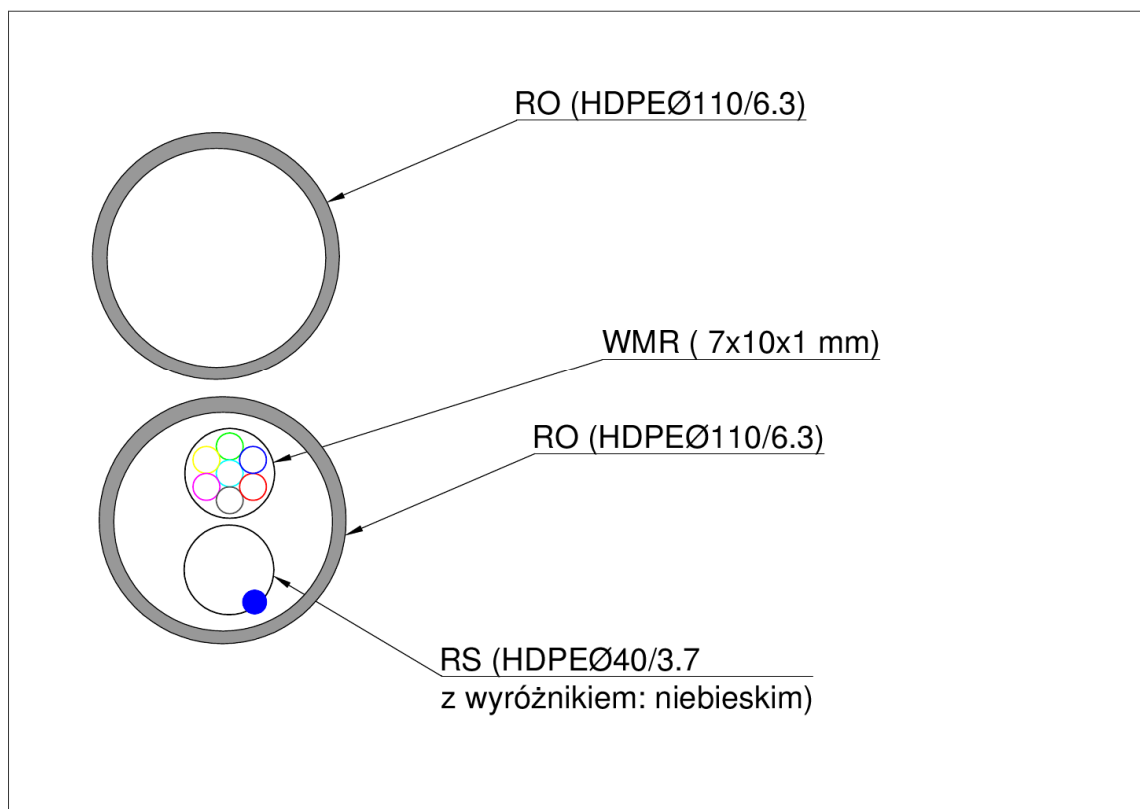 RO (HDPEØ110/6.3)
WMR ( 7x10x1 mm)
RO (HDPEØ110/6.3)
RS (HDPEØ40/3.7
z wyróżnikiem: niebieskim)